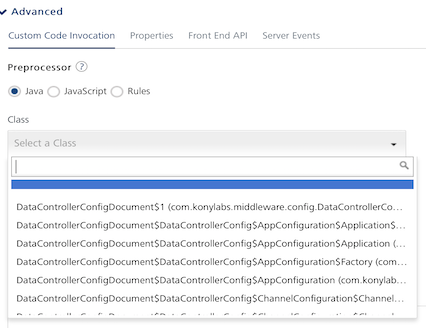 Advanced
Custom Code Invocation Properties Front End API Server Events
Preprocessor ?
Java JavaScript Rules
Class
Select a Class
DataControllerConfigDocument$1 (com.konylabs.middleware.config.DataControllerCo...
DataControllerConfigDocument$DataControllerConfig$AppConfiguration$Application$...
DataControllerConfigDocument$DataControllerConfig$AppConfiguration$Application (...
DataControllerConfigDocument$DataControllerConfig$AppConfiguration$Factory (com...
DataControllerConfigDocument$DataControllerConfig$AppConfiguration (com.konylab...
DataControllerConfigDocument$DataControllerConfig$ChannelConfiguration$Channel...